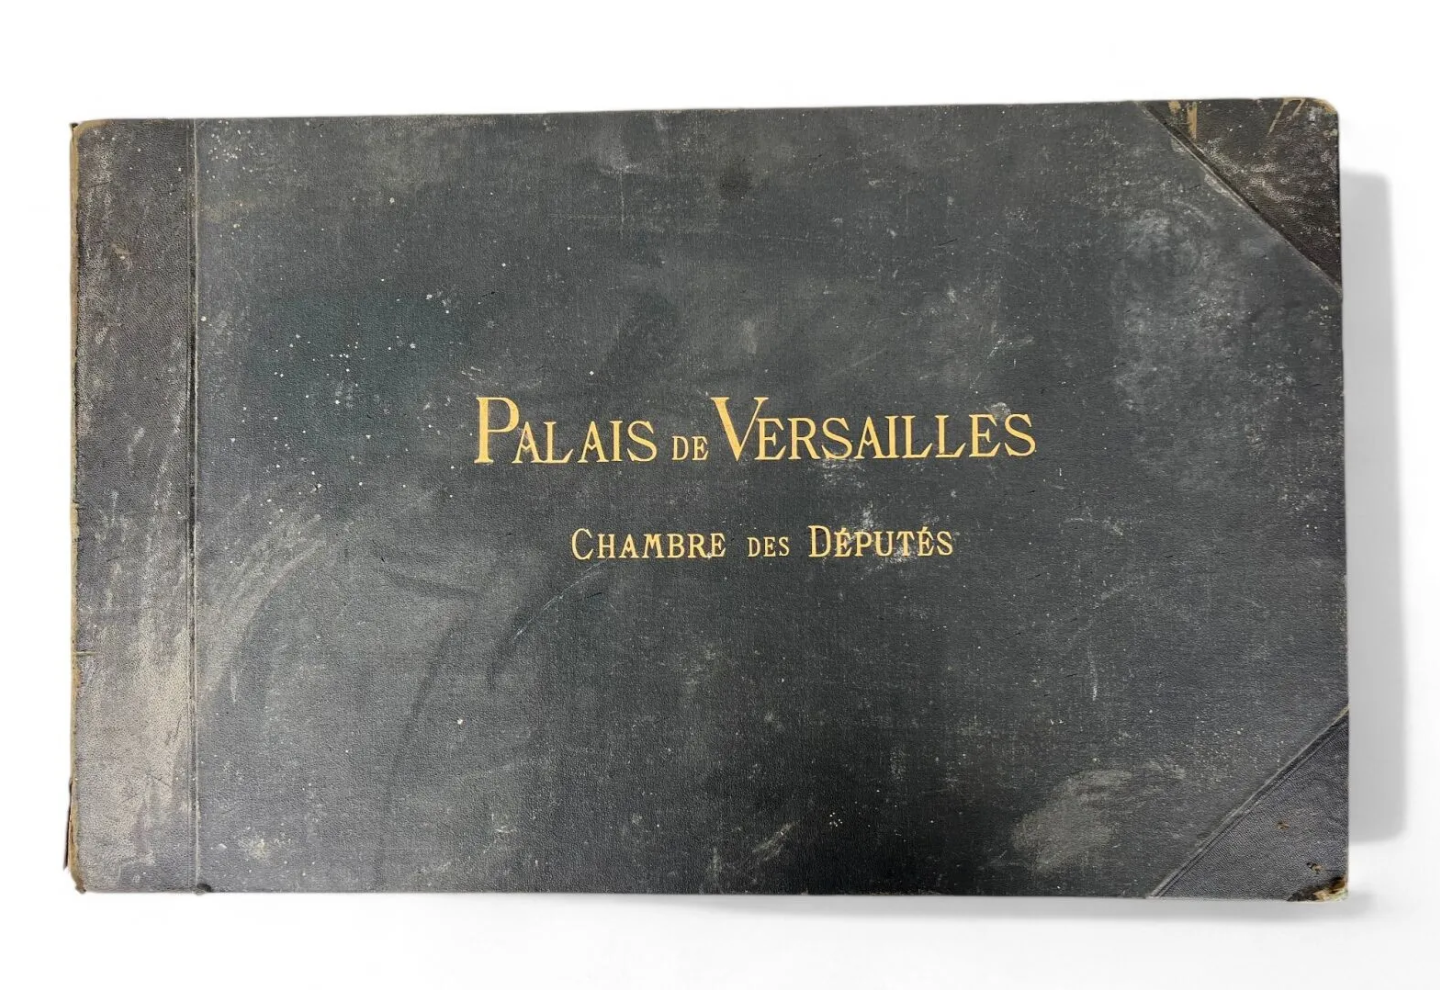 PALAIS DE VERSAILLES
CHAMBRE DES DÉPUTÉS